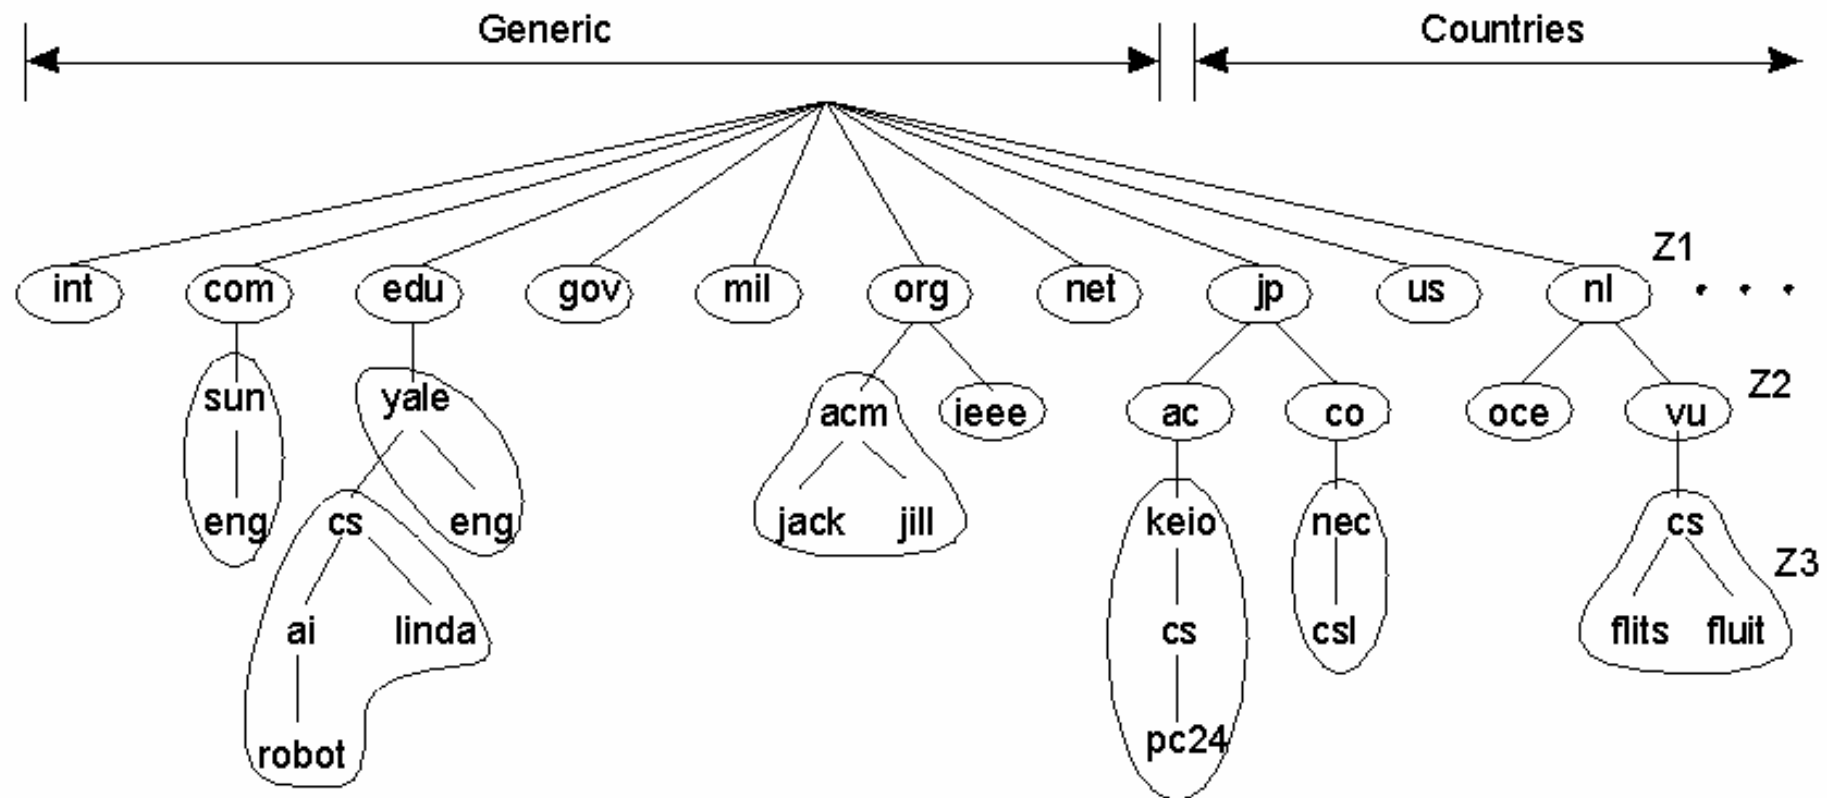 Generic Countries
Z1
int com edu gov mil org net jp us nl . . .
Z2
sun yale acm ieee ac co oce vu
eng cs eng jack jill keio nec cs
Z3
ai linda cs csl flits fluit
robot pc24